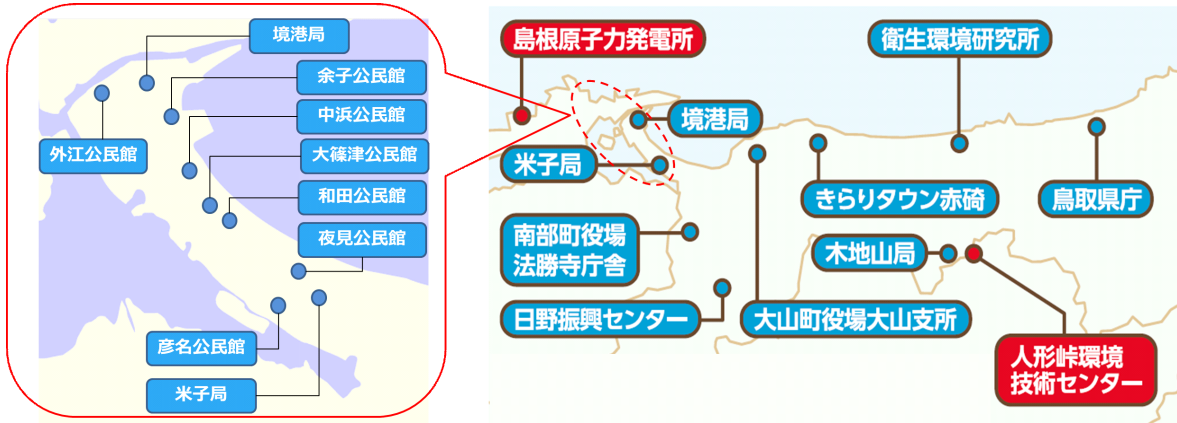 境港局
余子公民館
中浜公民館
外江公民館
大篠津公民館
和田公民館
夜見公民館
彦名公民館
米子局
島根原子力発電所
衛生環境研究所
境港局
米子局
きらりタウン赤碕
鳥取県庁
南部町役場
法勝寺庁舎
木地山局
日野振興センター
大山町役場大山支所
人形峠環境
技術センター